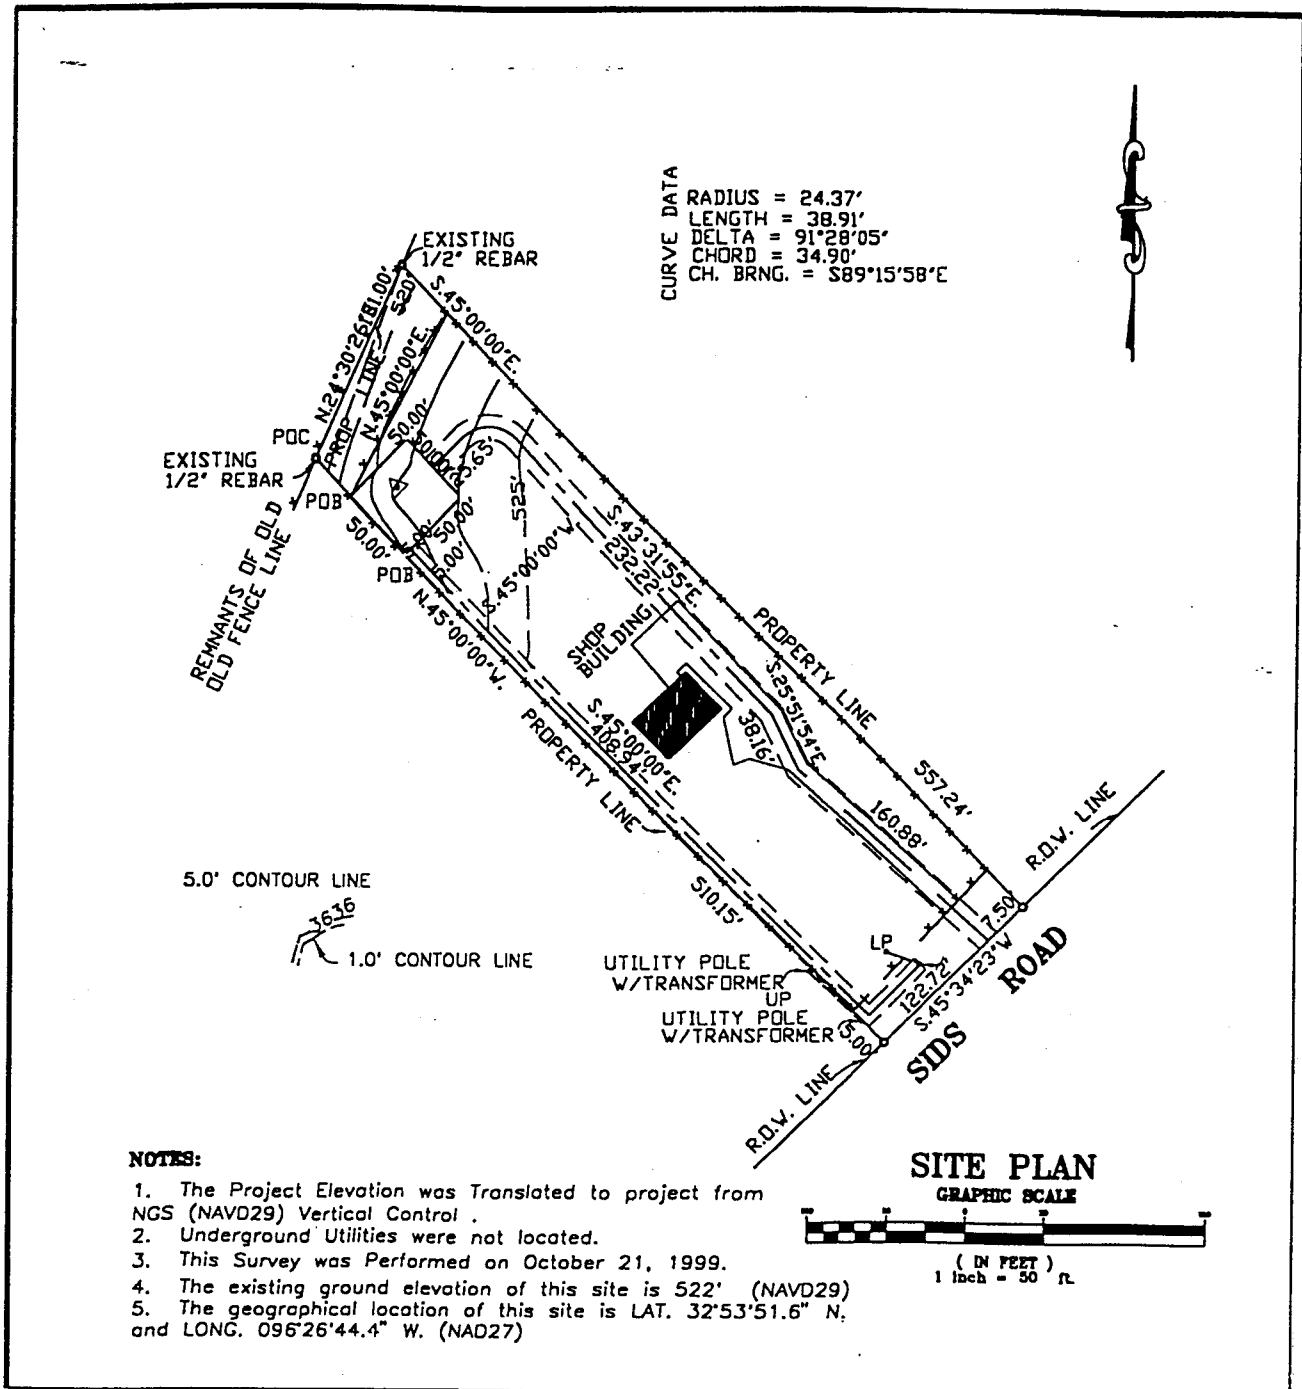 CURVE DATA
RADIUS = 24.37'
LENGTH = 38.91'
DELTA = 91°28'05"
CHORD = 34.90'
CH. BRNG. = S89°15'58"E
EXISTING
1/2" REBAR
S.45°00'00"E.
520'
PROP LINE
N.45°00'00"E.
50.00'
25.65'
POC
EXISTING
1/2" REBAR
POB
50.00'
50.00'
525'
POB
REMNANTS OF OLD
OLD FENCE LINE
N.45°00'00"W.
S.45°00'00"W.
S.43°31'55"E.
232.22'
SHOP
BUILDING
PROPERTY LINE
S.25°51'54"E.
38.16'
S.45°00'00"E.
408.94'
PROPERTY LINE
557.24'
160.88'
R.O.W. LINE
7.50'
510.15'
LP
122.72'
S.45°34'23"W
SIDS ROAD
5.0' CONTOUR LINE
3636
1.0' CONTOUR LINE
UTILITY POLE
W/TRANSFORMER
UP
UTILITY POLE
W/TRANSFORMER
R.O.W. LINE
NOTES:
1. The Project Elevation was Translated to project from
NGS (NAVD29) Vertical Control .
2. Underground Utilities were not located.
3. This Survey was Performed on October 21, 1999.
4. The existing ground elevation of this site is 522' (NAVD29)
5. The geographical location of this site is LAT. 32°53'51.6" N.
and LONG. 096°26'44.4" W. (NAD27)
SITE PLAN
GRAPHIC SCALE
( IN FEET )
1 inch = 50 ft.